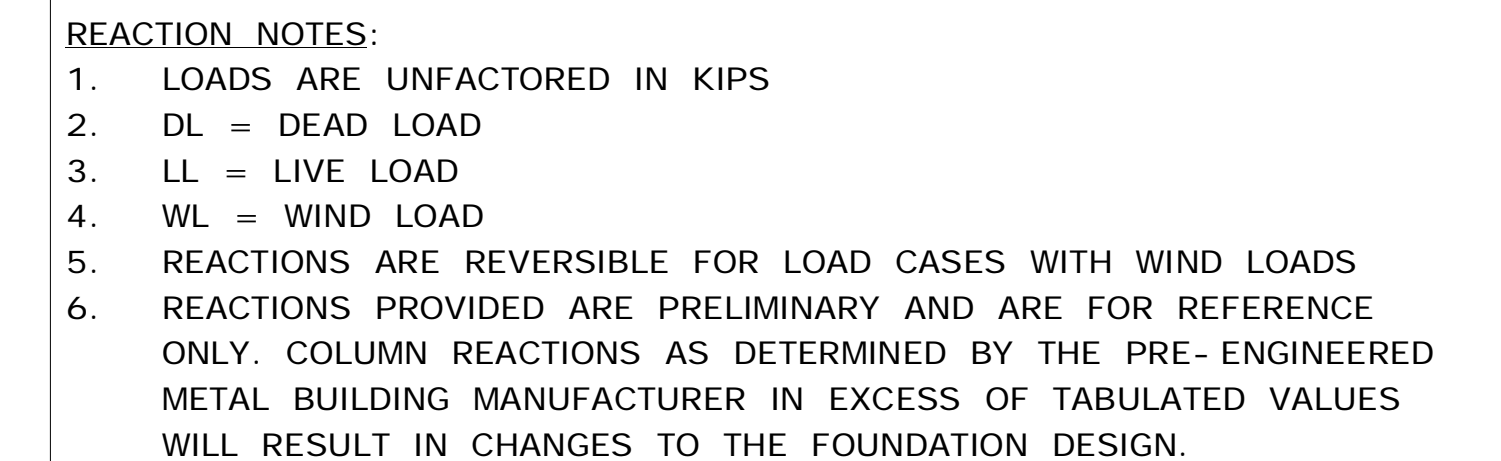 REACTION NOTES:
1. LOADS ARE UNFACTORED IN KIPS
2. DL = DEAD LOAD
3. LL = LIVE LOAD
4. WL = WIND LOAD
5. REACTIONS ARE REVERSIBLE FOR LOAD CASES WITH WIND LOADS
6. REACTIONS PROVIDED ARE PRELIMINARY AND ARE FOR REFERENCE
ONLY. COLUMN REACTIONS AS DETERMINED BY THE PRE-ENGINEERED
METAL BUILDING MANUFACTURER IN EXCESS OF TABULATED VALUES
WILL RESULT IN CHANGES TO THE FOUNDATION DESIGN.